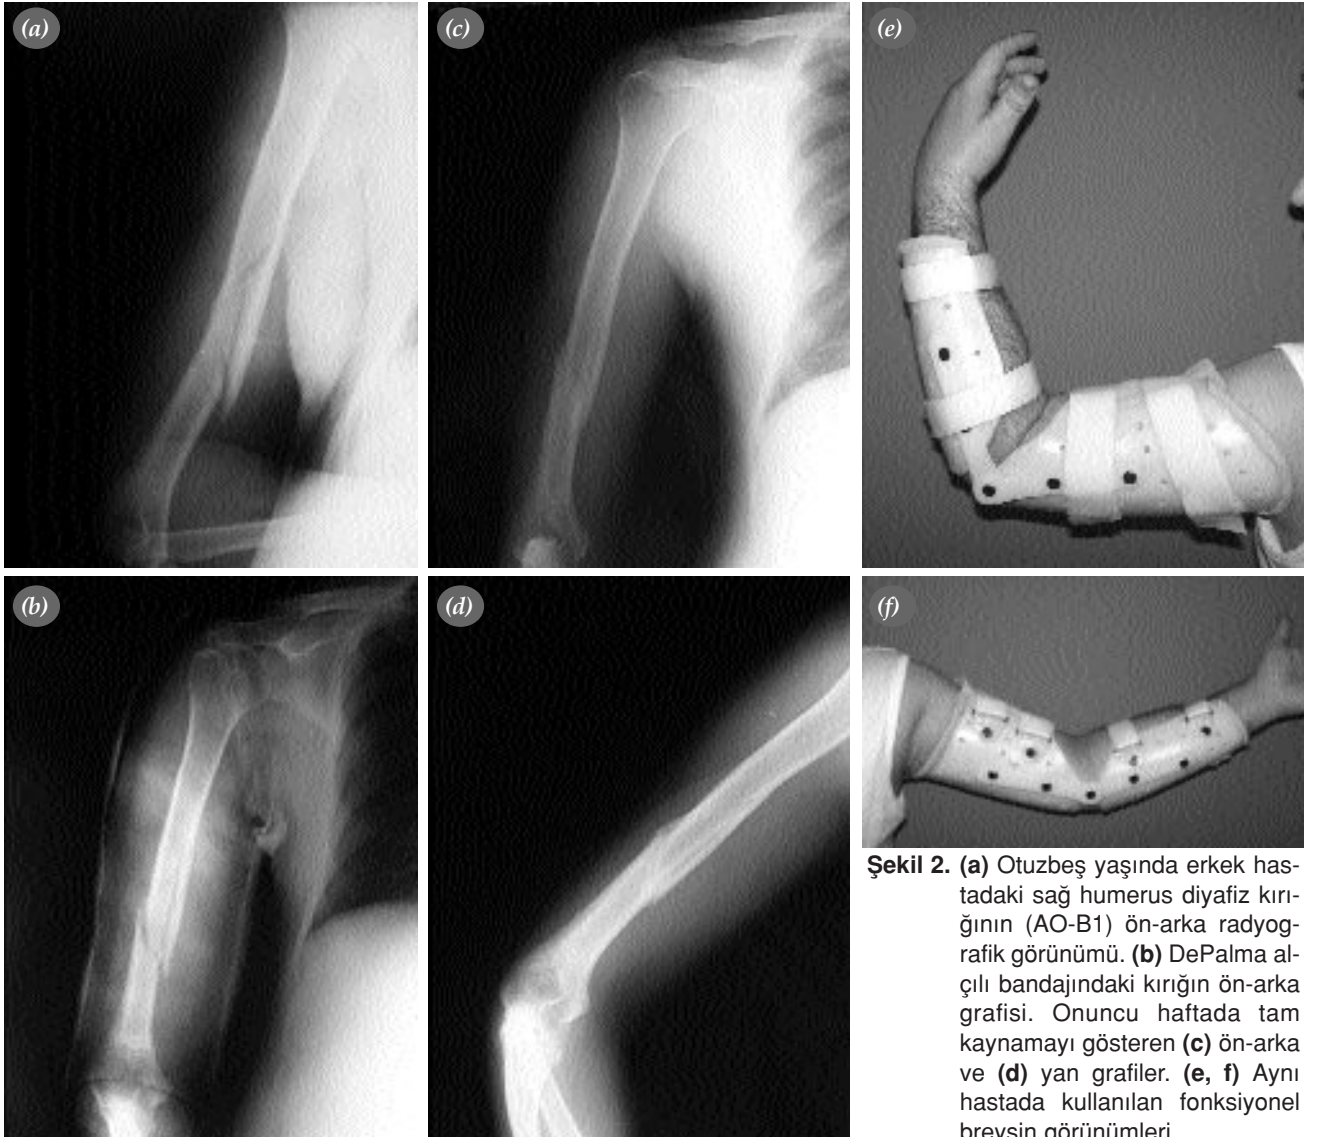 (a)
(c)
(e)
(b)
(d)
(f)
Şekil 2. (a) Otuzbeş yaşında erkek has-
tadaki sağ humerus diyafiz kırı-
ğının (AO-B1) ön-arka radyog-
rafik görünümü. (b) DePalma al-
çılı bandajındaki kırığın ön-arka
grafisi. Onuncu haftada tam
kaynamayı gösteren (c) ön-arka
ve (d) yan grafiler. (e, f) Aynı
hastada kullanılan fonksiyonel
breysin görünümleri